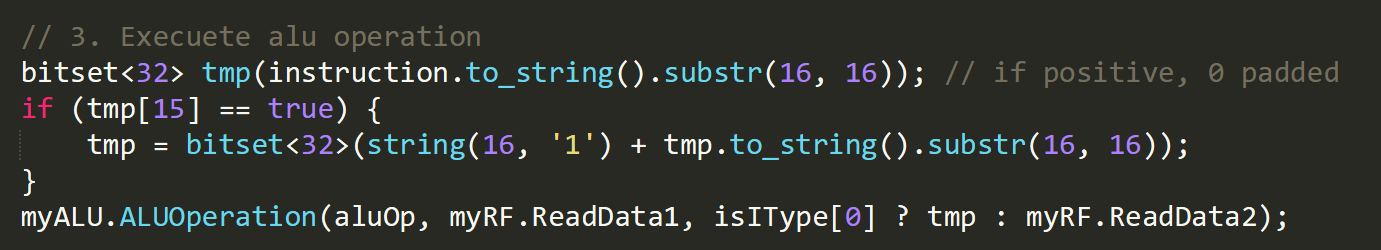 // 3. Execuete alu operation
bitset<32> tmp(instruction.to_string().substr(16, 16)); // if positive, 0 padded
if (tmp[15] == true) {
    tmp = bitset<32>(string(16, '1') + tmp.to_string().substr(16, 16));
}
myALU.ALUOperation(aluOp, myRF.ReadData1, isIType[0] ? tmp : myRF.ReadData2);